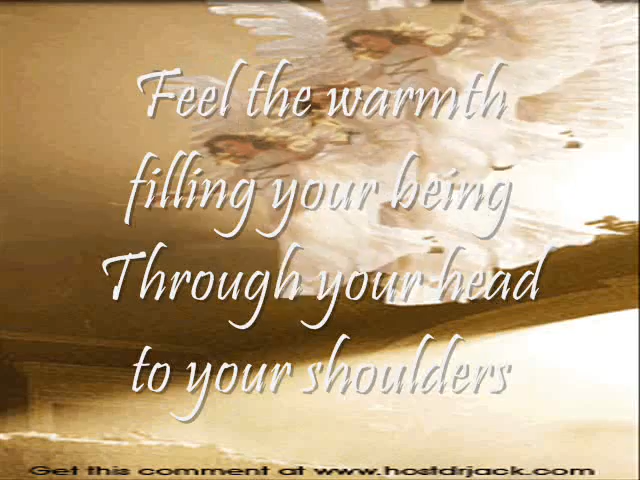 Feel the warmth
filling your being
Through your head
to your shoulders
Get this comment at www.hostdrjack.com